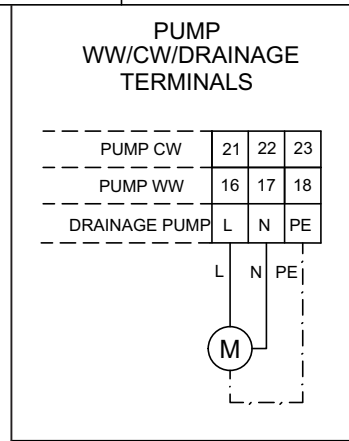 PUMP
WW/CW/DRAINAGE
TERMINALS
PUMP CW 21 22 23
PUMP WW 16 17 18
DRAINAGE PUMP L N PE
L N PE
M